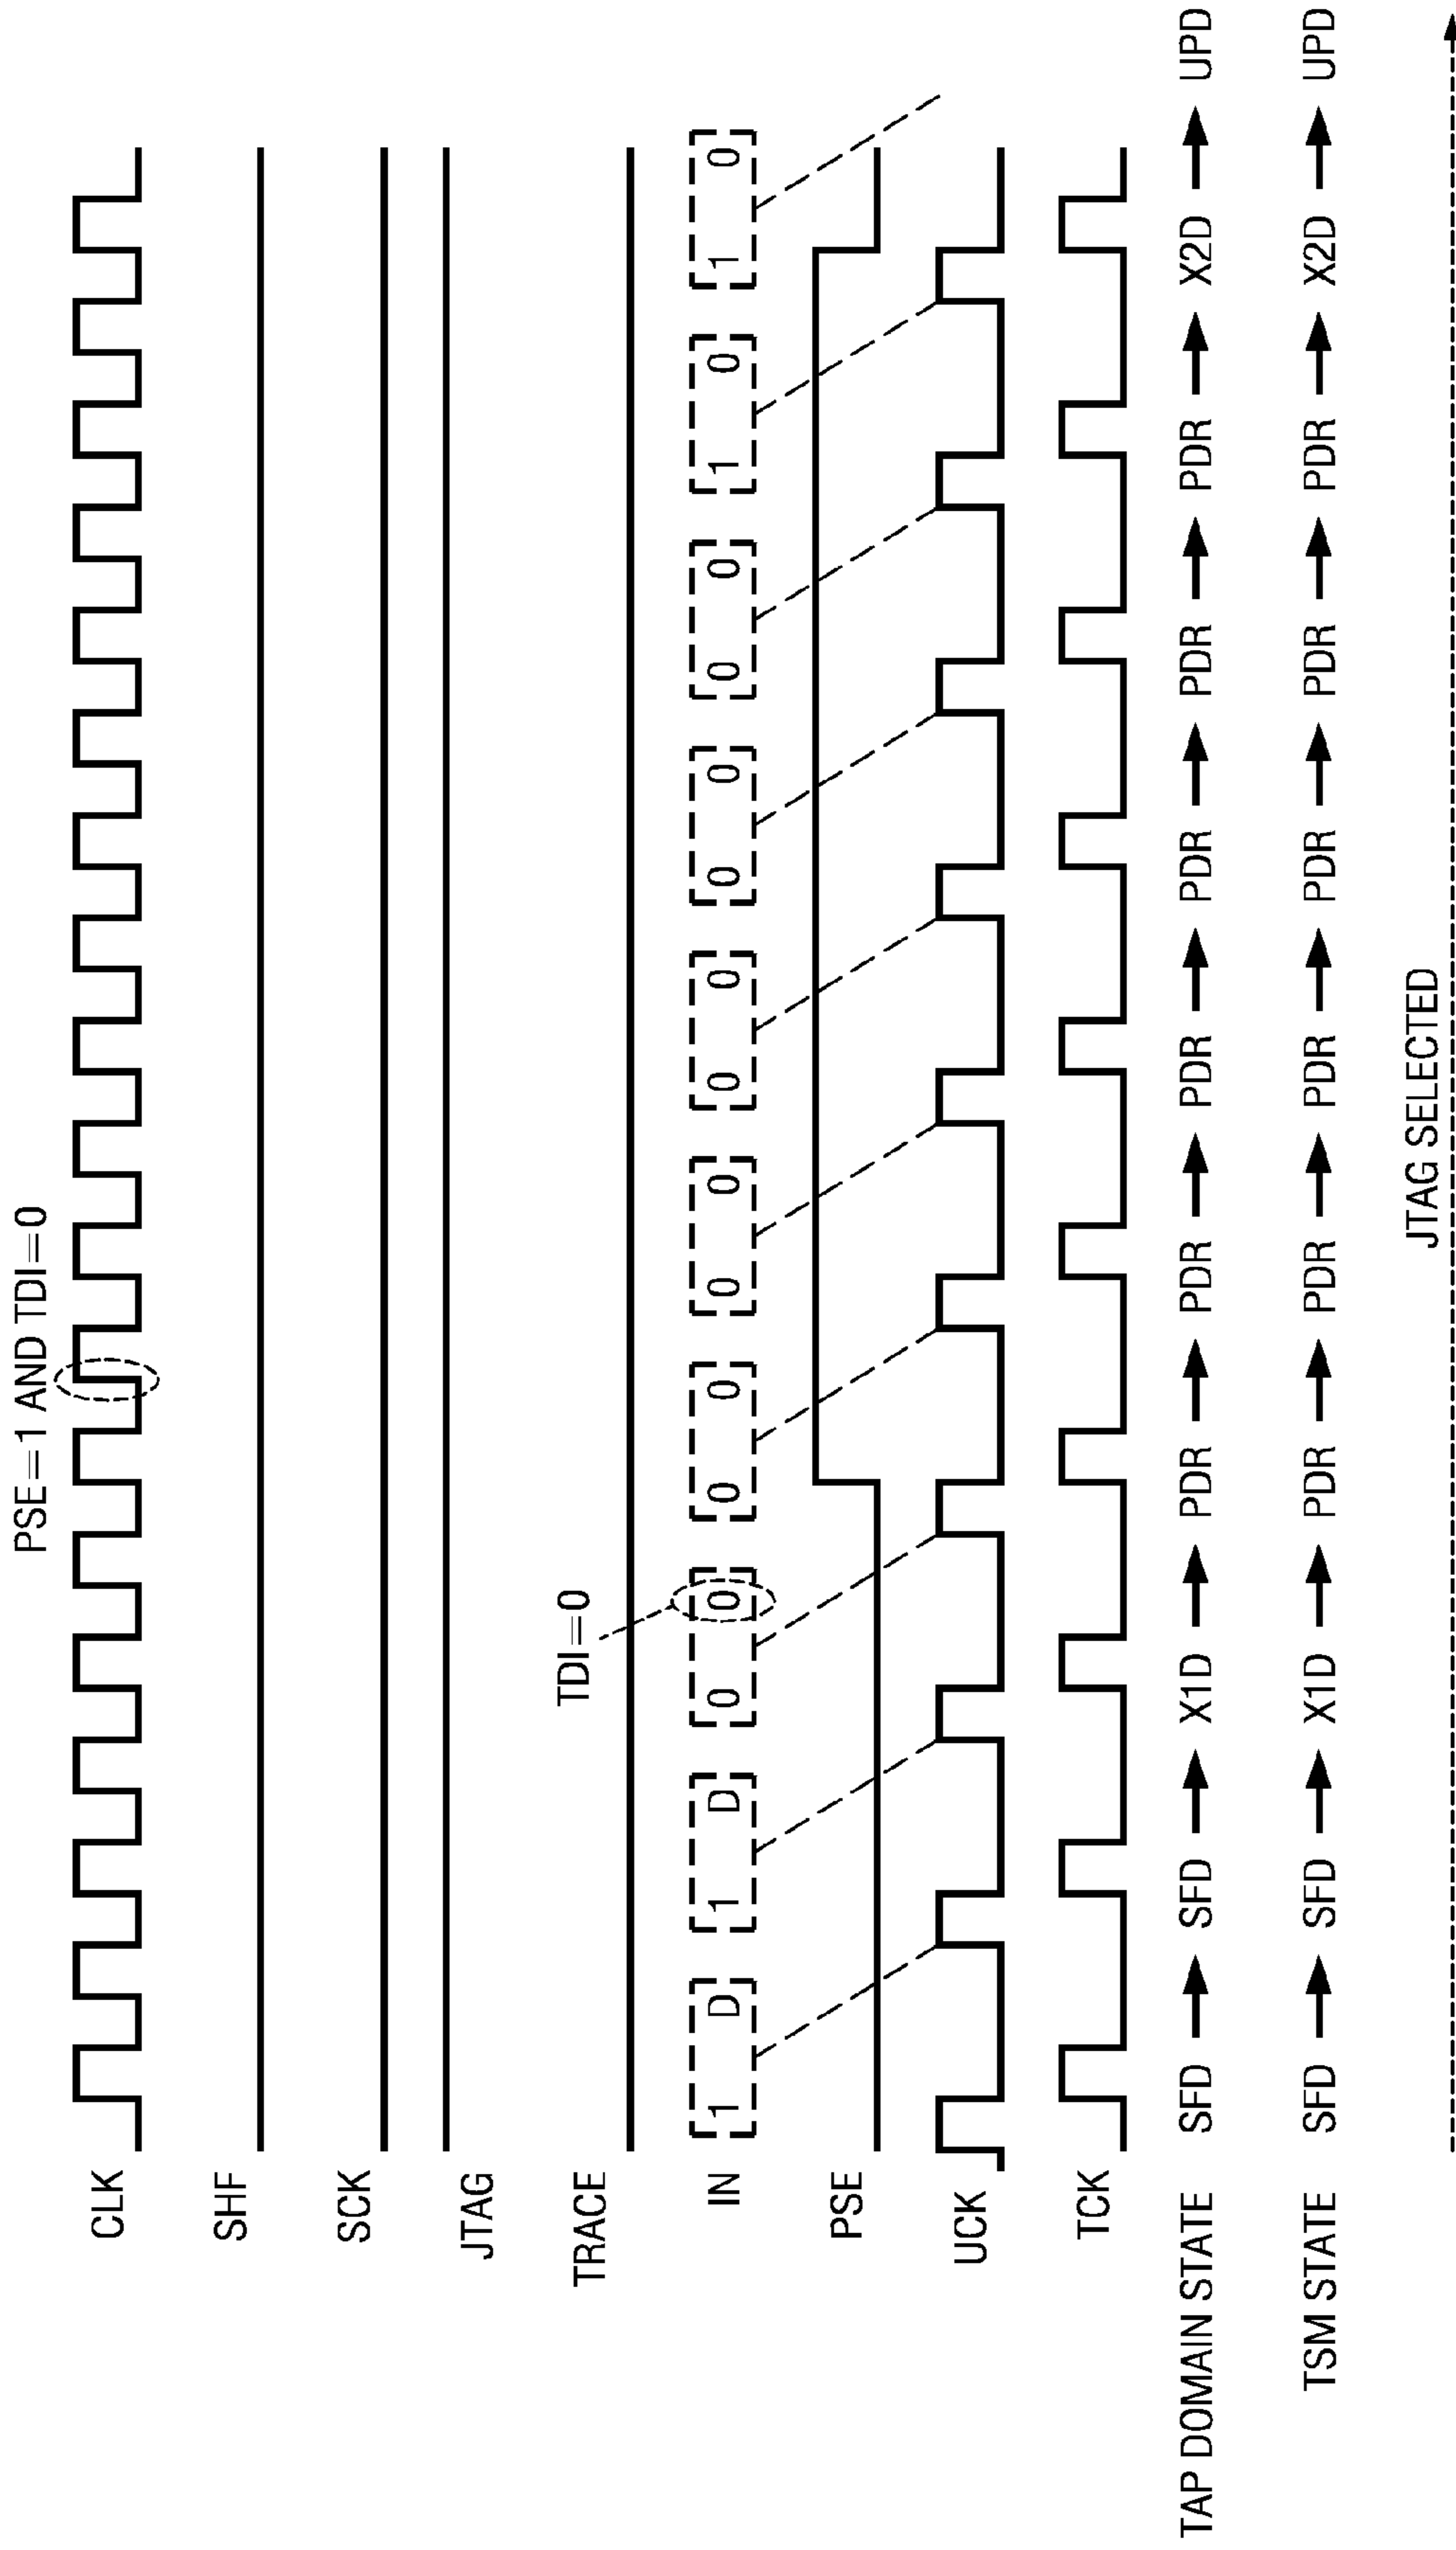 PSE=1 AND TDI=0
CLK
SHF
SCK
JTAG
TDI=0
TRACE
IN 1 D 1 D 0 0 0 0 0 0 0 0 0 0 0 0 1 0 1 0
PSE
UCK
TCK
TAP DOMAIN STATE SFD → SFD → X1D → PDR → PDR → PDR → PDR → PDR → PDR → X2D → UPD
TSM STATE SFD → SFD → X1D → PDR → PDR → PDR → PDR → PDR → PDR → X2D → UPD
JTAG SELECTED